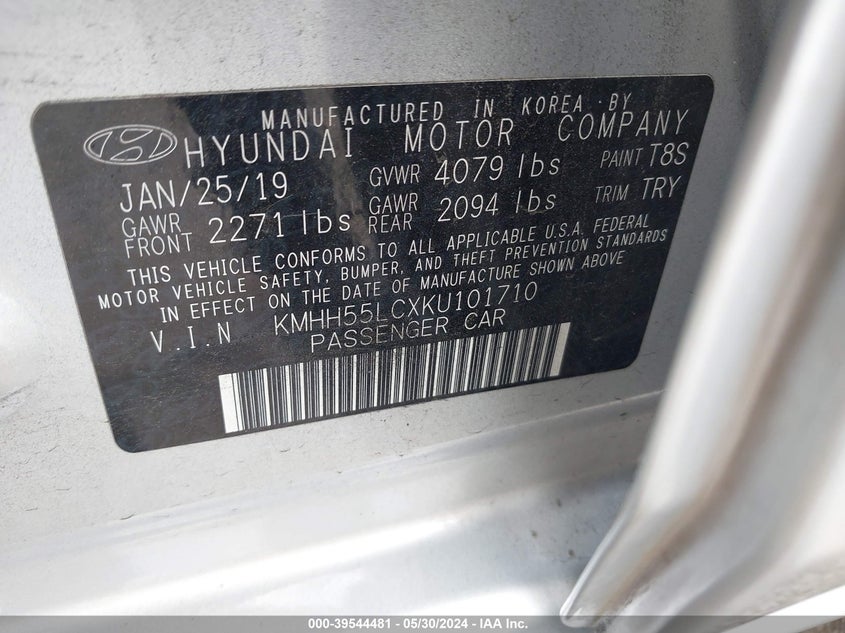 MANUFACTURED IN KOREA BY
HYUNDAI MOTOR COMPANY
JAN/25/19 GVWR 4079 lbs PAINT T8S
GAWR FRONT 2271 lbs GAWR REAR 2094 lbs TRIM TRY
THIS VEHICLE CONFORMS TO ALL APPLICABLE U.S.A. FEDERAL
MOTOR VEHICLE SAFETY, BUMPER, AND THEFT PREVENTION STANDARDS
IN EFFECT ON THE DATE OF MANUFACTURE SHOWN ABOVE
V.I.N KMHH55LCXKU101710
PASSENGER CAR
000-39544481 - 05/30/2024 - IAA Inc.